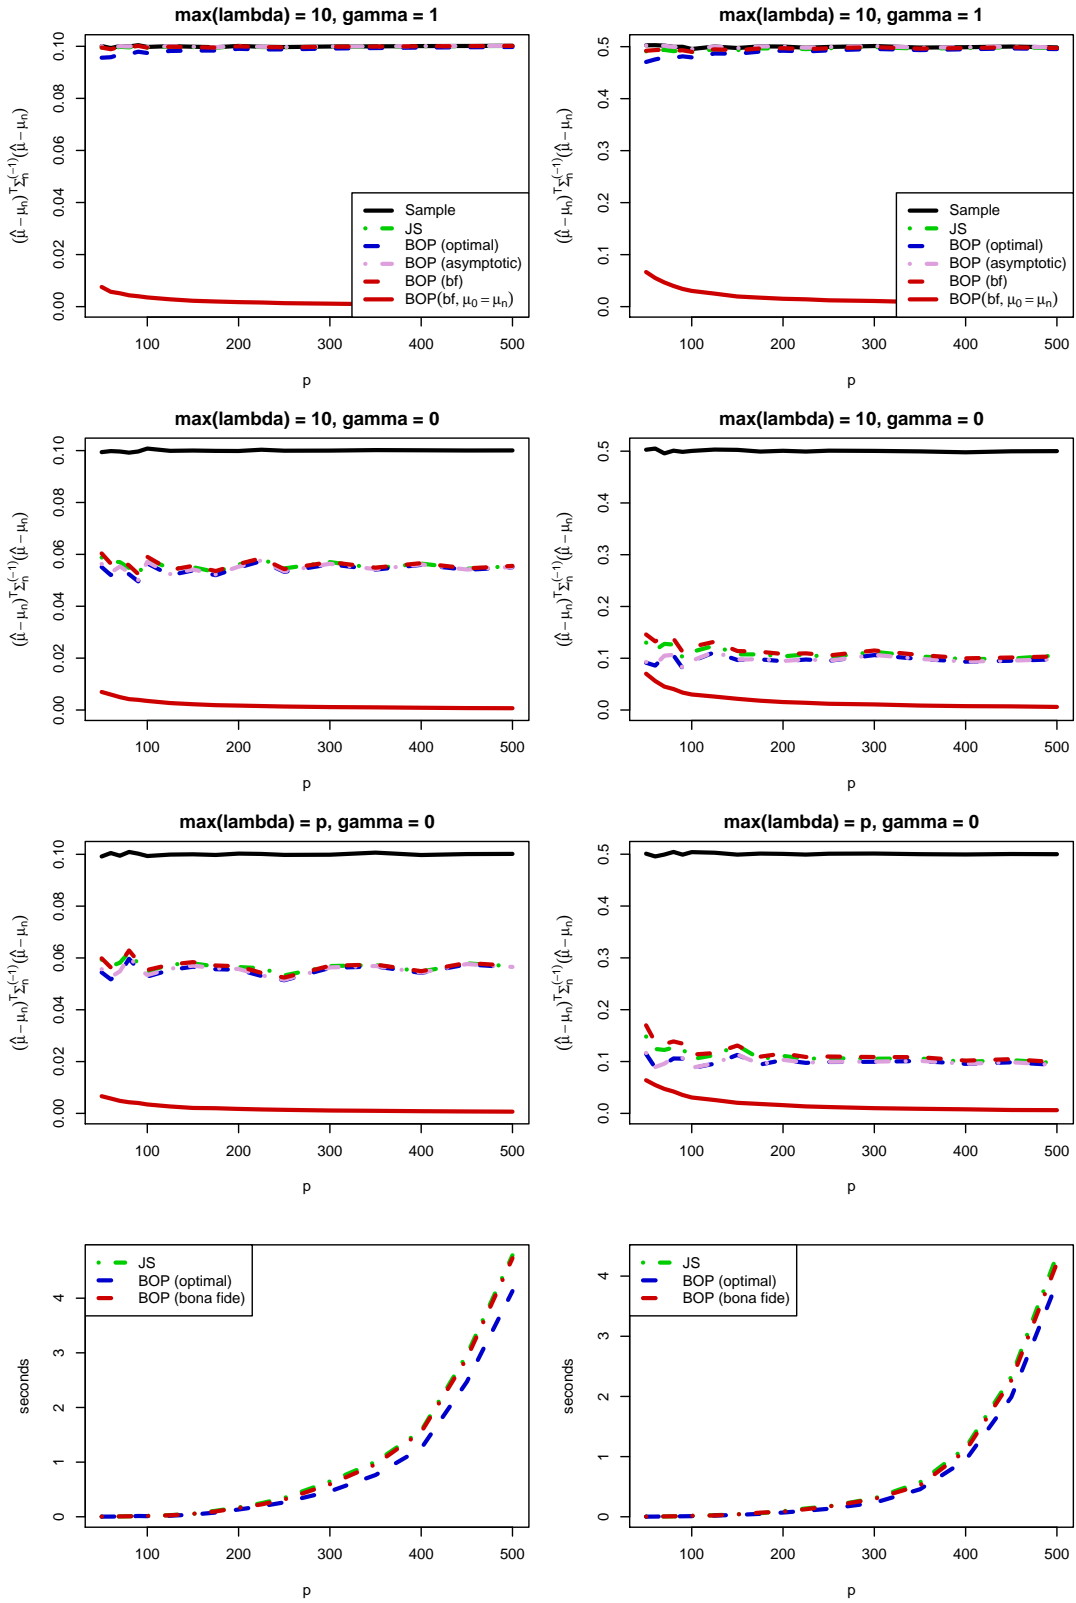 max(lambda) = 10, gamma = 1
(μ̂ − μₙ)ᵀΣₙ⁽⁻¹⁾(μ̂ − μₙ)
0.10
0.08
0.06
0.04
0.02
0.00
Sample
JS
BOP (optimal)
BOP (asymptotic)
BOP (bf)
BOP(bf, μ₀ = μₙ)
100 200 300 400 500
p
max(lambda) = 10, gamma = 1
(μ̂ − μₙ)ᵀΣₙ⁽⁻¹⁾(μ̂ − μₙ)
0.5
0.4
0.3
0.2
0.1
0.0
Sample
JS
BOP (optimal)
BOP (asymptotic)
BOP (bf)
BOP(bf, μ₀ = μₙ)
100 200 300 400 500
p
max(lambda) = 10, gamma = 0
(μ̂ − μₙ)ᵀΣₙ⁽⁻¹⁾(μ̂ − μₙ)
0.10
0.08
0.06
0.04
0.02
0.00
100 200 300 400 500
p
max(lambda) = 10, gamma = 0
(μ̂ − μₙ)ᵀΣₙ⁽⁻¹⁾(μ̂ − μₙ)
0.5
0.4
0.3
0.2
0.1
0.0
100 200 300 400 500
p
max(lambda) = p, gamma = 0
(μ̂ − μₙ)ᵀΣₙ⁽⁻¹⁾(μ̂ − μₙ)
0.10
0.08
0.06
0.04
0.02
0.00
100 200 300 400 500
p
max(lambda) = p, gamma = 0
(μ̂ − μₙ)ᵀΣₙ⁽⁻¹⁾(μ̂ − μₙ)
0.5
0.4
0.3
0.2
0.1
0.0
100 200 300 400 500
p
JS
BOP (optimal)
BOP (bona fide)
seconds
4
3
2
1
0
100 200 300 400 500
p
JS
BOP (optimal)
BOP (bona fide)
seconds
4
3
2
1
0
100 200 300 400 500
p